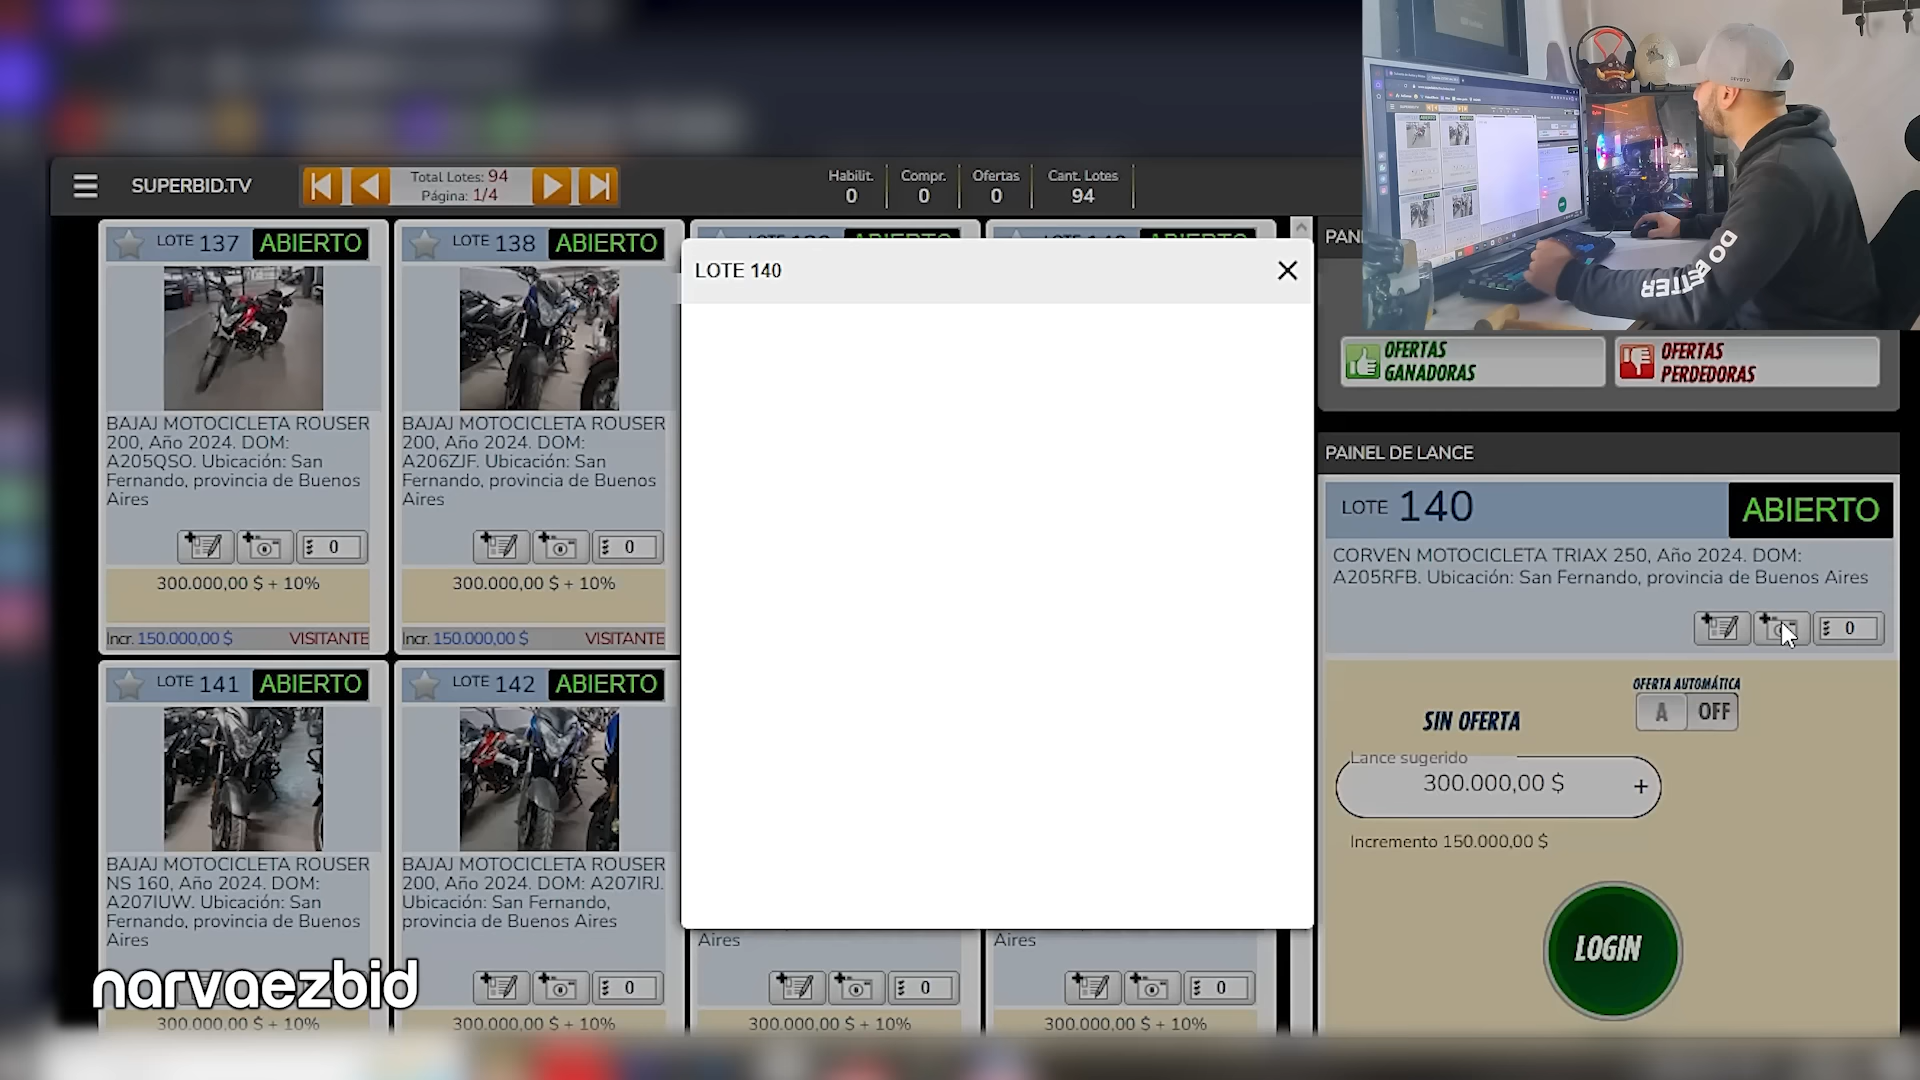 SUPERBID.TV
Total Lotes: 94
Página: 1/4
Habilit.
0
Compr.
0
Ofertas
0
Cant. Lotes
94
LOTE 137 ABIERTO
BAJAJ MOTOCICLETA ROUSER
200, Año 2024. DOM:
A205QSO. Ubicación: San
Fernando, provincia de Buenos
Aires
0
300.000,00 $ + 10%
Incr. 150.000,00 $ VISITANTE
LOTE 138 ABIERTO
BAJAJ MOTOCICLETA ROUSER
200, Año 2024. DOM:
A206ZJF. Ubicación: San
Fernando, provincia de Buenos
Aires
0
300.000,00 $ + 10%
Incr. 150.000,00 $ VISITANTE
LOTE 140
LOTE 141 ABIERTO
BAJAJ MOTOCICLETA ROUSER
NS 160, Año 2024. DOM:
A207IUW. Ubicación: San
Fernando, provincia de Buenos
Aires
300.000,00 $ + 10%
LOTE 142 ABIERTO
BAJAJ MOTOCICLETA ROUSER
200, Año 2024. DOM: A207IRJ.
Ubicación: San Fernando,
provincia de Buenos Aires
0
300.000,00 $ + 10%
Aires
0
300.000,00 $ + 10%
Aires
0
300.000,00 $ + 10%
narvaezbid
DO BETTER
OFERTAS
GANADORAS
OFERTAS
PERDEDORAS
PAINEL DE LANCE
LOTE 140 ABIERTO
CORVEN MOTOCICLETA TRIAX 250, Año 2024. DOM:
A205RFB. Ubicación: San Fernando, provincia de Buenos Aires
0
OFERTA AUTOMÁTICA
A OFF
SIN OFERTA
Lance sugerido
300.000,00 $ +
Incremento 150.000,00 $
LOGIN